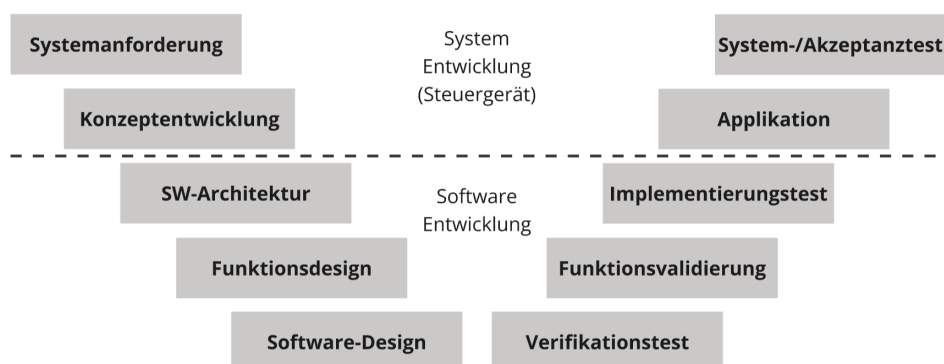 Systemanforderung
System
Entwicklung
(Steuergerät)
System-/Akzeptanztest
Konzeptentwicklung
Applikation
SW-Architektur
Software
Entwicklung
Implementierungstest
Funktionsdesign
Funktionsvalidierung
Software-Design
Verifikationstest